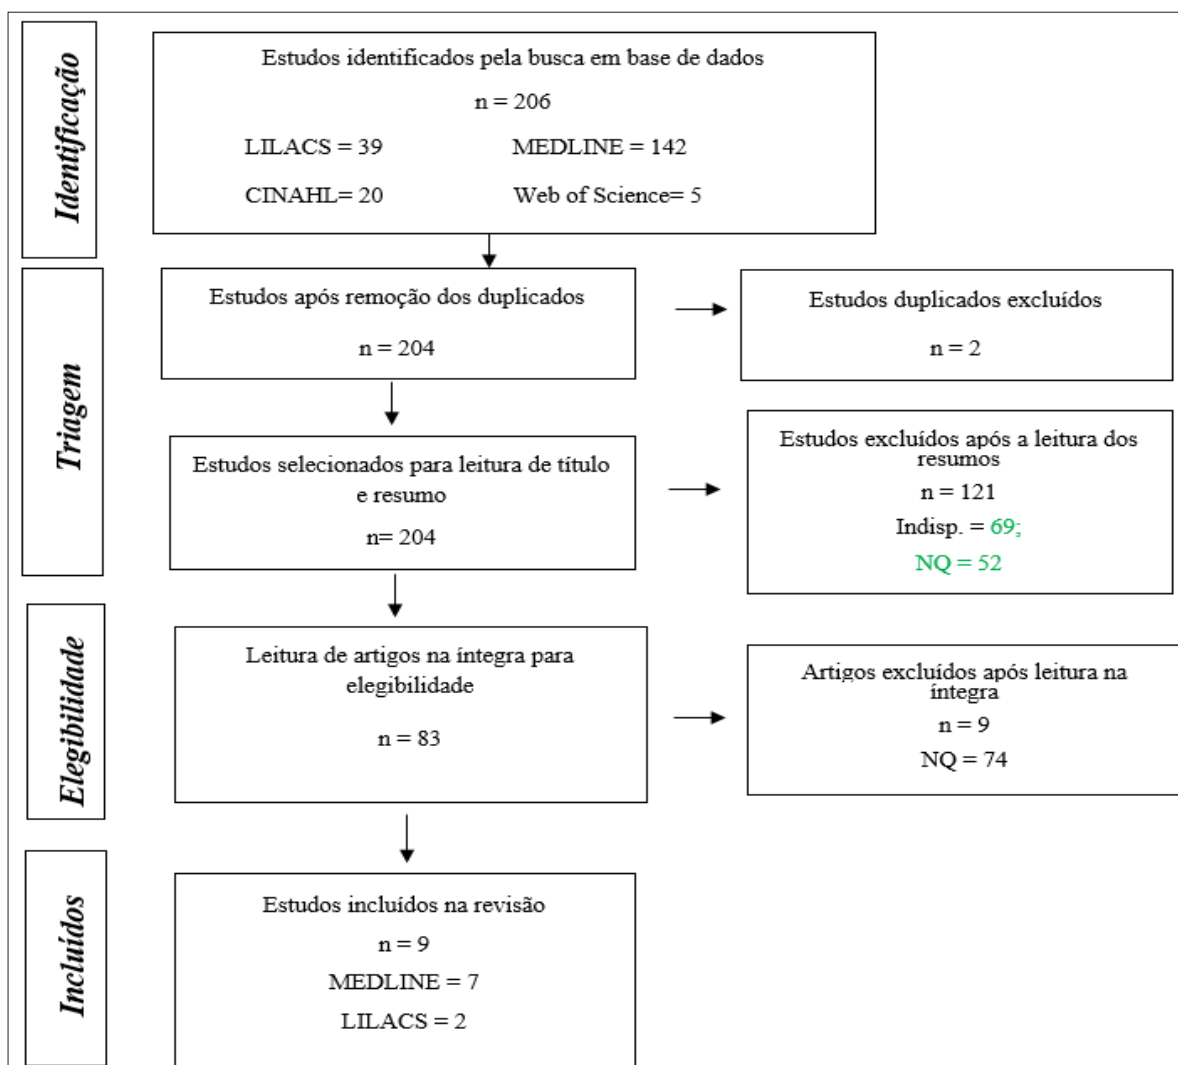 Identificação
Estudos identificados pela busca em base de dados
n = 206
LILACS = 39 MEDLINE = 142
CINAHL= 20 Web of Science= 5
Triagem
Estudos após remoção dos duplicados
n = 204
Estudos duplicados excluídos
n = 2
Estudos selecionados para leitura de título
e resumo
n= 204
Estudos excluídos após a leitura dos
resumos
n = 121
Indisp. = 69;
NQ = 52
Elegibilidade
Leitura de artigos na íntegra para
elegibilidade
n = 83
Artigos excluídos após leitura na
íntegra
n = 9
NQ = 74
Incluídos
Estudos incluídos na revisão
n = 9
MEDLINE = 7
LILACS = 2